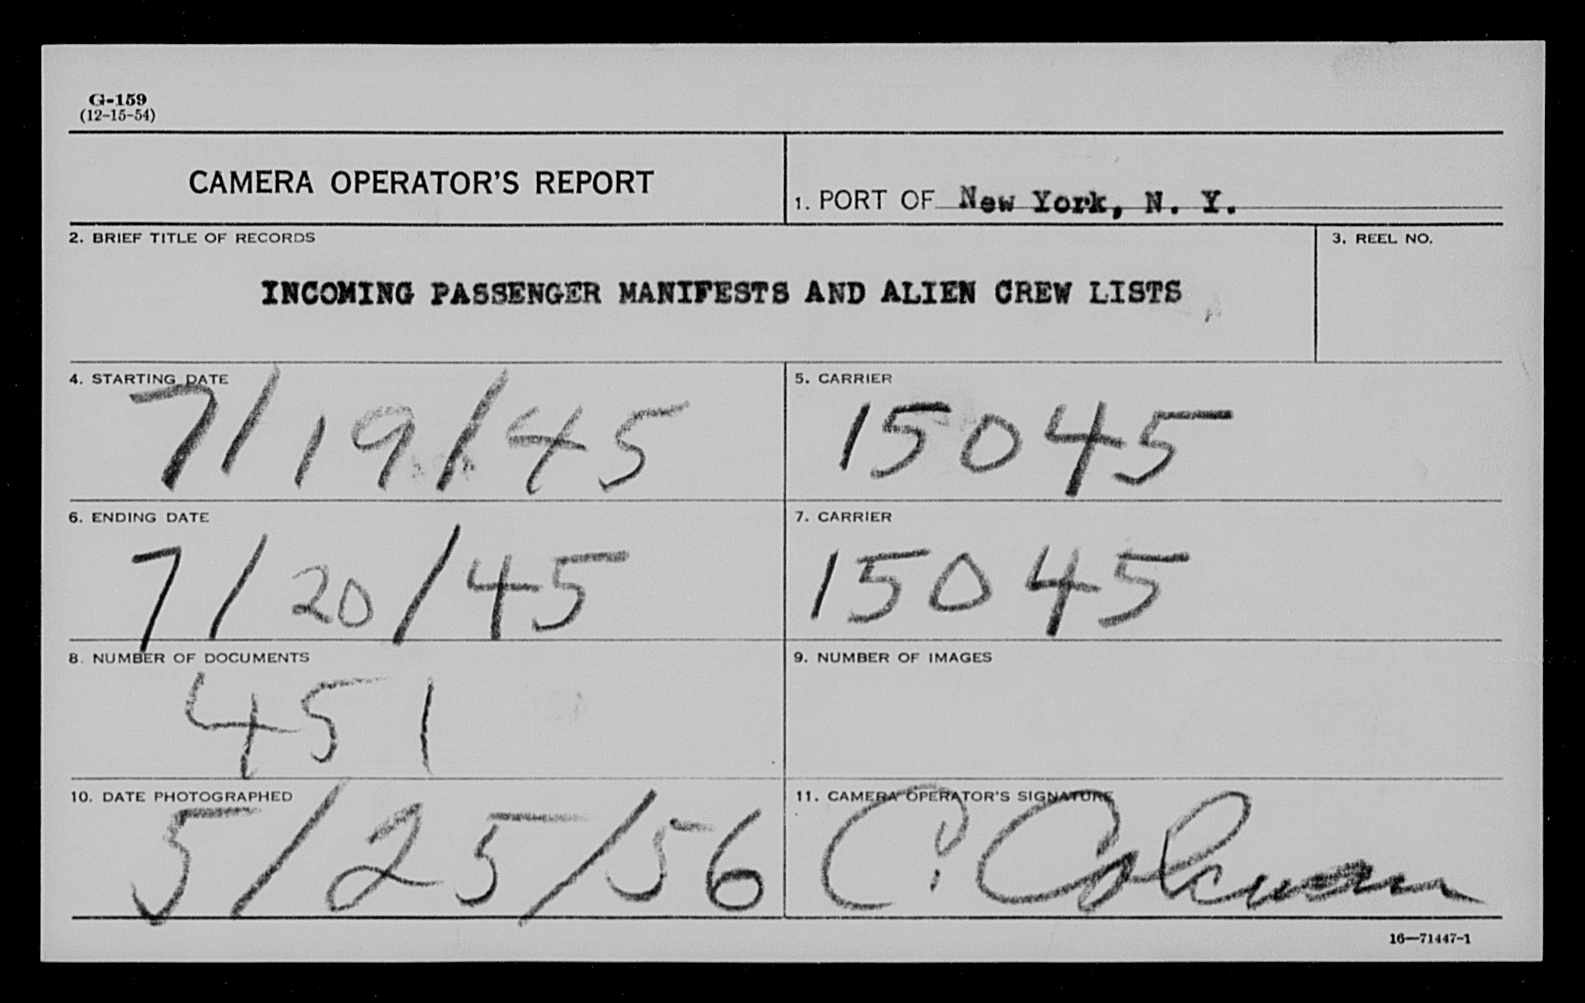 G-159
(12-15-54)
CAMERA OPERATOR'S REPORT
1. PORT OF New York, N. Y.
2. BRIEF TITLE OF RECORDS
3. REEL NO.
INCOMING PASSENGER MANIFESTS AND ALIEN CREW LISTS
4. STARTING DATE
7/19/45
5. CARRIER
15045
6. ENDING DATE
7/20/45
7. CARRIER
15045
8. NUMBER OF DOCUMENTS
451
9. NUMBER OF IMAGES
10. DATE PHOTOGRAPHED
5/25/56
11. CAMERA OPERATOR'S SIGNATURE
C. Coleman
16—71447-1